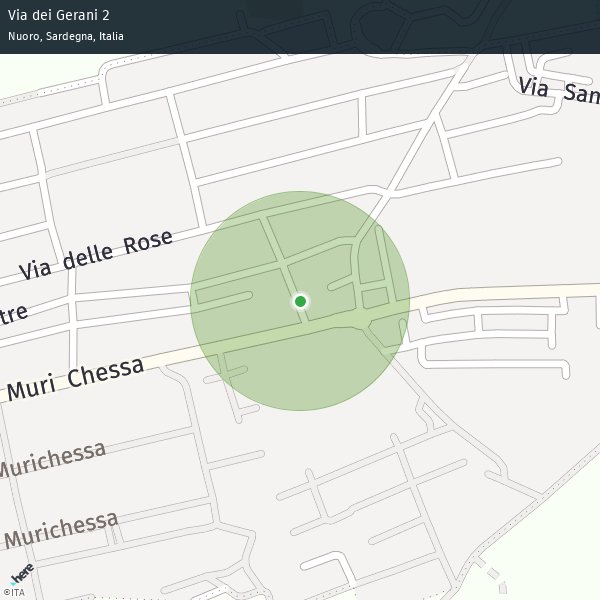 Via dei Gerani 2
Nuoro, Sardegna, Italia
Via San
Via delle Rose
tre
Muri Chessa
Murichessa
Murichessa
here
©ITA